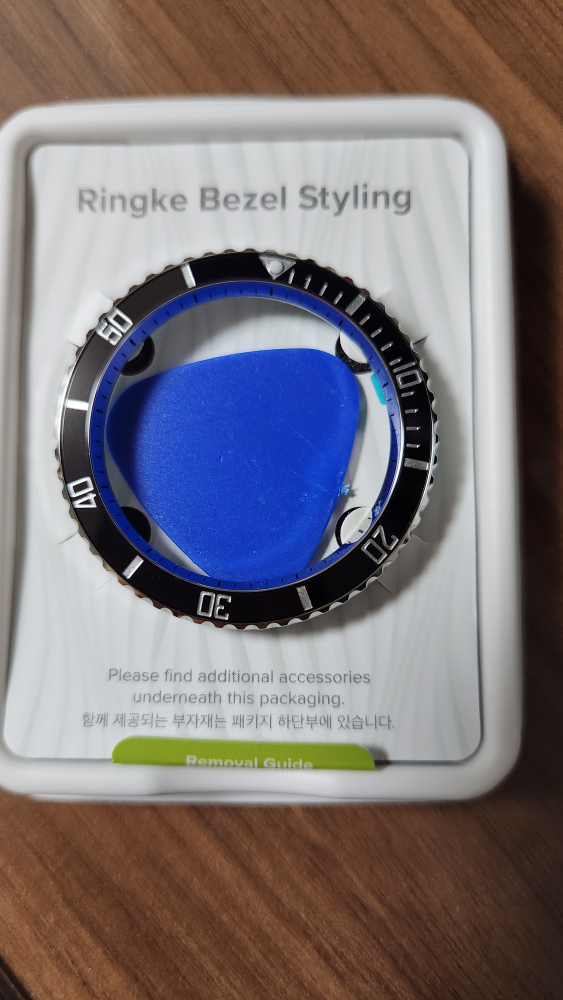 Ringke Bezel Styling
10
20
30
40
50
Please find additional accessories
underneath this packaging.
함께 제공되는 부자재는 패키지 하단부에 있습니다.
Removal Guide